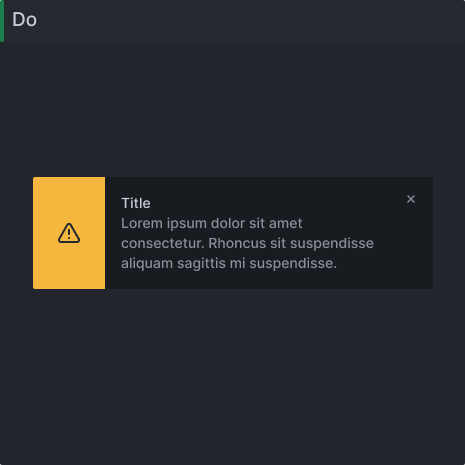 Do
Title
Lorem ipsum dolor sit amet
consectetur. Rhoncus sit suspendisse
aliquam sagittis mi suspendisse.